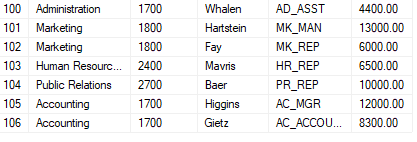 100 Administration 1700 Whalen AD_ASST 4400.00
101 Marketing 1800 Hartstein MK_MAN 13000.00
102 Marketing 1800 Fay MK_REP 6000.00
103 Human Resourc... 2400 Mavris HR_REP 6500.00
104 Public Relations 2700 Baer PR_REP 10000.00
105 Accounting 1700 Higgins AC_MGR 12000.00
106 Accounting 1700 Gietz AC_ACCOU... 8300.00